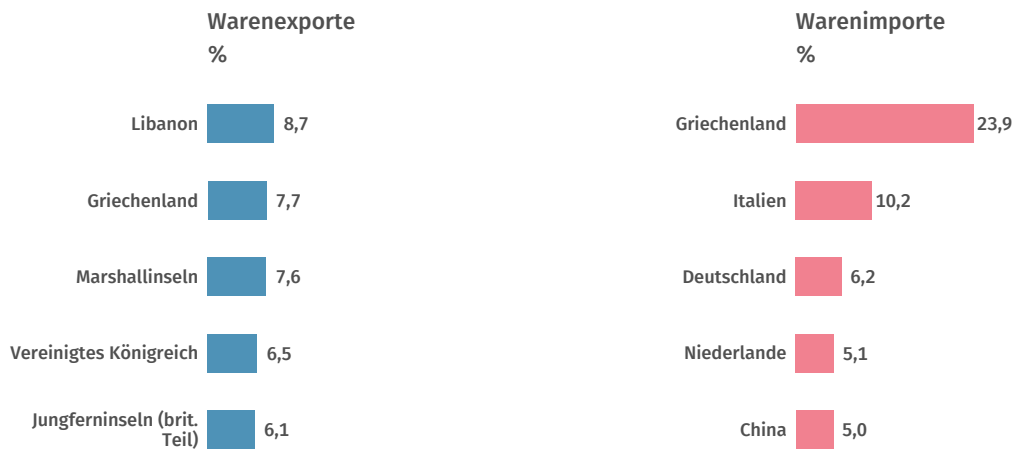 Warenexporte
%
Libanon 8,7
Griechenland 7,7
Marshallinseln 7,6
Vereinigtes Königreich 6,5
Jungferninseln (brit.
Teil) 6,1
Warenimporte
%
Griechenland 23,9
Italien 10,2
Deutschland 6,2
Niederlande 5,1
China 5,0